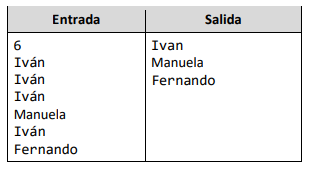 Entrada Salida
6 Ivan
Iván Manuela
Iván Fernando
Iván
Manuela
Iván
Fernando